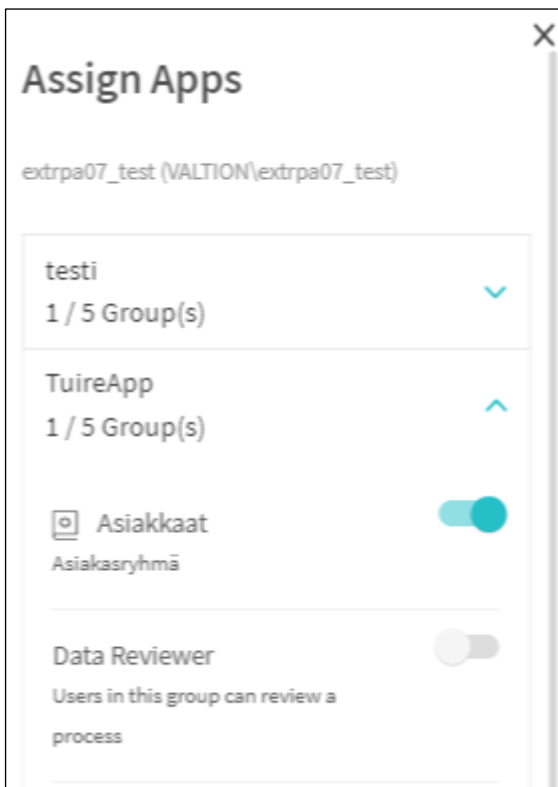 Assign Apps
extrpa07_test (VALTION\extrpa07_test)
testi
1 / 5 Group(s)
TuireApp
1 / 5 Group(s)
Asiakkaat
Asiakasryhmä
Data Reviewer
Users in this group can review a
process